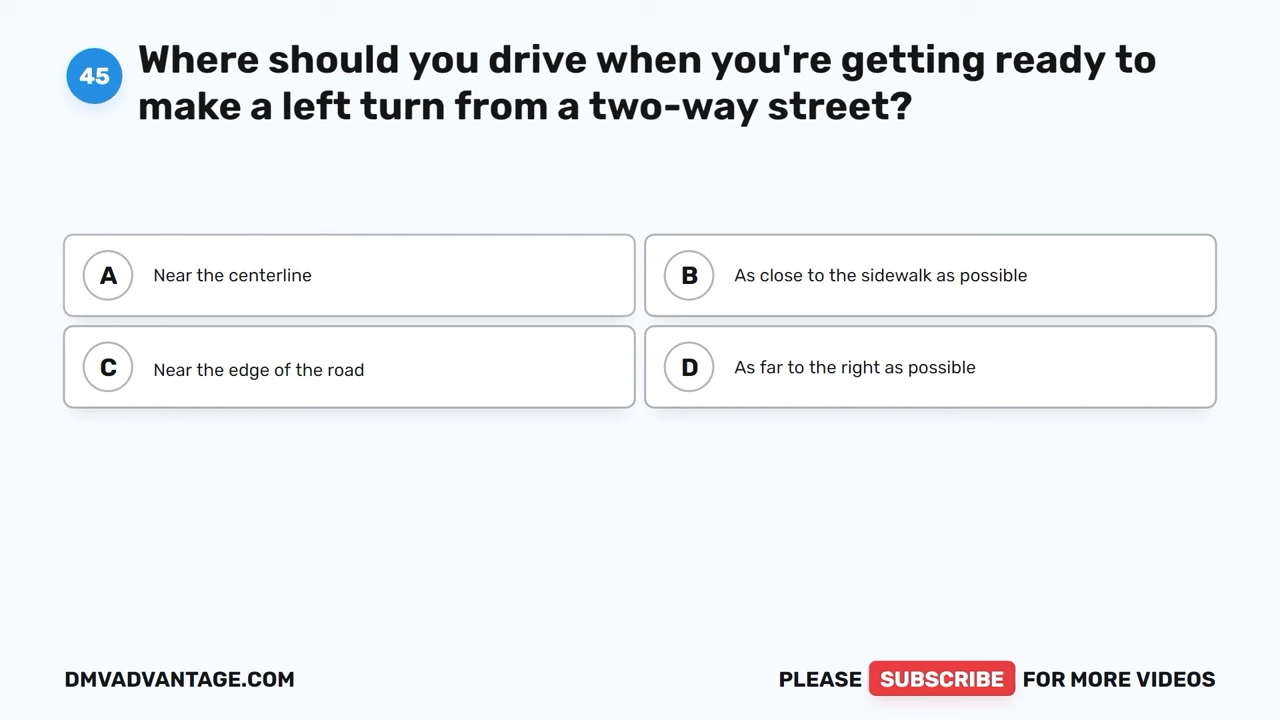 45
Where should you drive when you're getting ready to
make a left turn from a two-way street?
A Near the centerline
B As close to the sidewalk as possible
C Near the edge of the road
D As far to the right as possible
DMVADVANTAGE.COM
PLEASE SUBSCRIBE FOR MORE VIDEOS